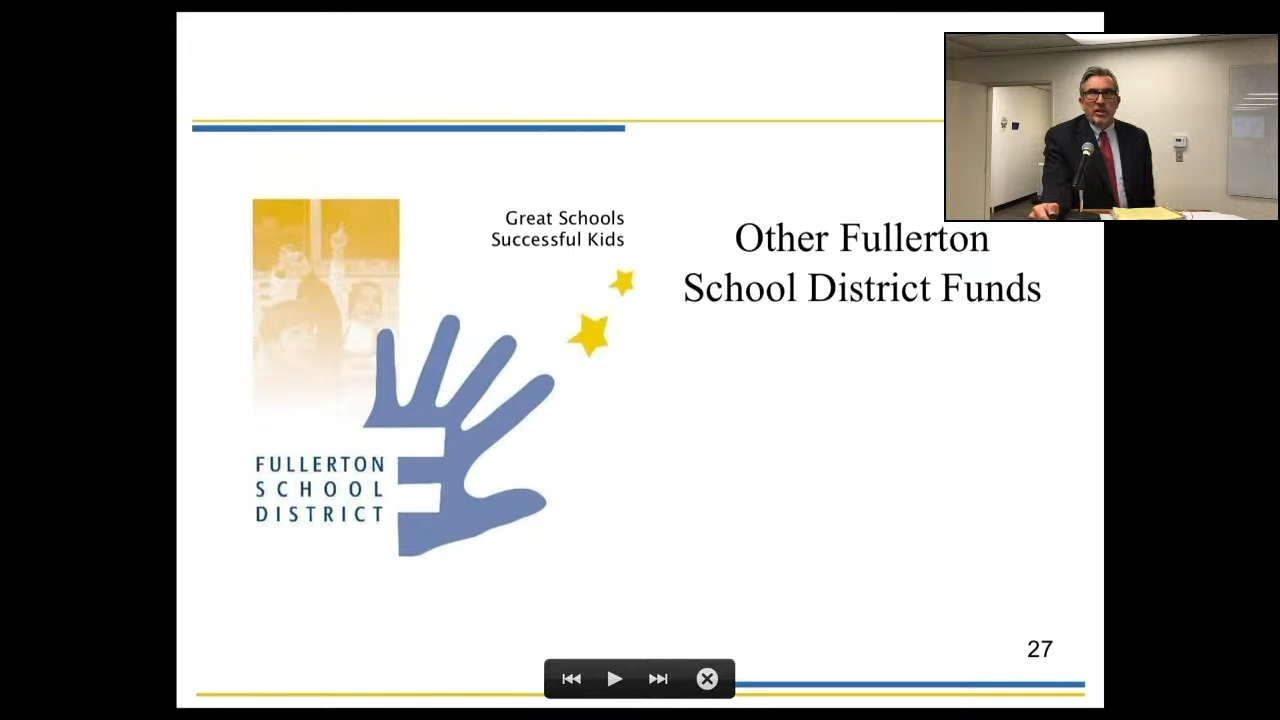 Great Schools
Successful Kids
Other Fullerton
School District Funds
FULLERTON
SCHOOL
DISTRICT
27